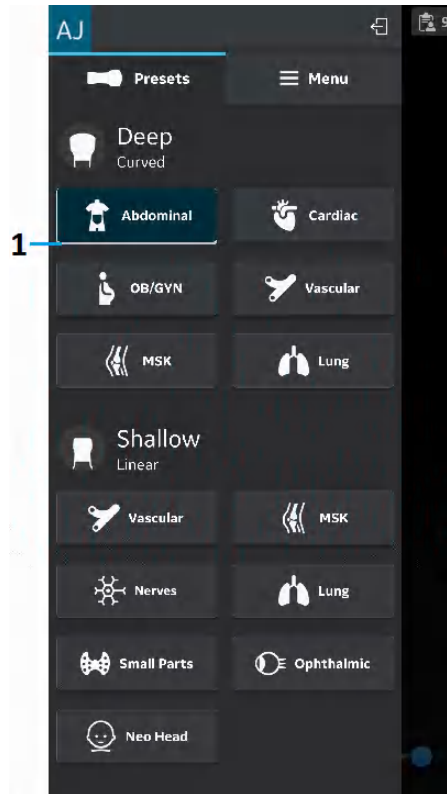 AJ
9
Presets
Menu
Deep
Curved
Abdominal
Cardiac
1
OB/GYN
Vascular
MSK
Lung
Shallow
Linear
Vascular
MSK
Nerves
Lung
Small Parts
Ophthalmic
Neo Head